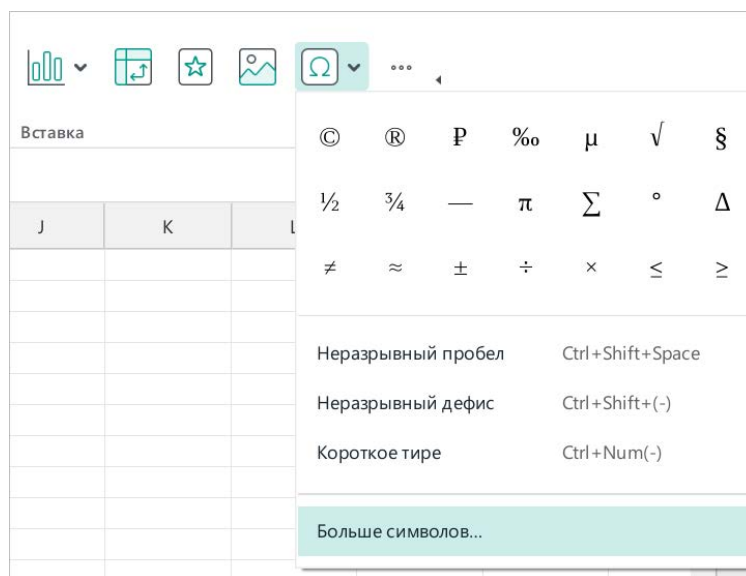 Ω
Вставка
© ® ₽ ‰ µ √ §
½ ¾ — π ∑ ° Δ
J K L
≠ ≈ ± ÷ × ≤ ≥
Неразрывный пробел Ctrl+Shift+Space
Неразрывный дефис Ctrl+Shift+(-)
Короткое тире Ctrl+Num(-)
Больше символов...